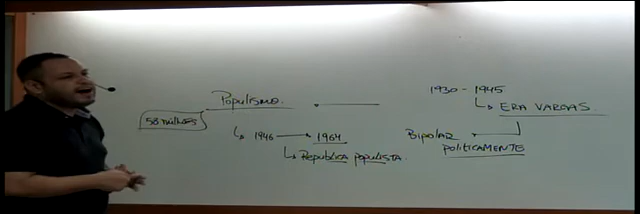 Populismo.
58 milhões
↳ 1946 → 1964
↳ República populista.
1930 - 1945
↳ ERA VARGAS.
Bipolar
politicamente